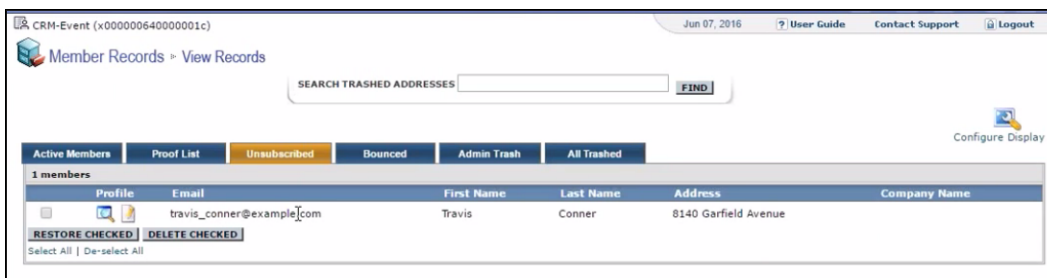 CRM-Event (x000000640000001c) Jun 07, 2016 ? User Guide Contact Support Logout
Member Records » View Records
SEARCH TRASHED ADDRESSES FIND
Configure Display
Active Members Proof List Unsubscribed Bounced Admin Trash All Trashed
1 members
Profile Email First Name Last Name Address Company Name
travis_conner@example.com Travis Conner 8140 Garfield Avenue
RESTORE CHECKED DELETE CHECKED
Select All | De-select All